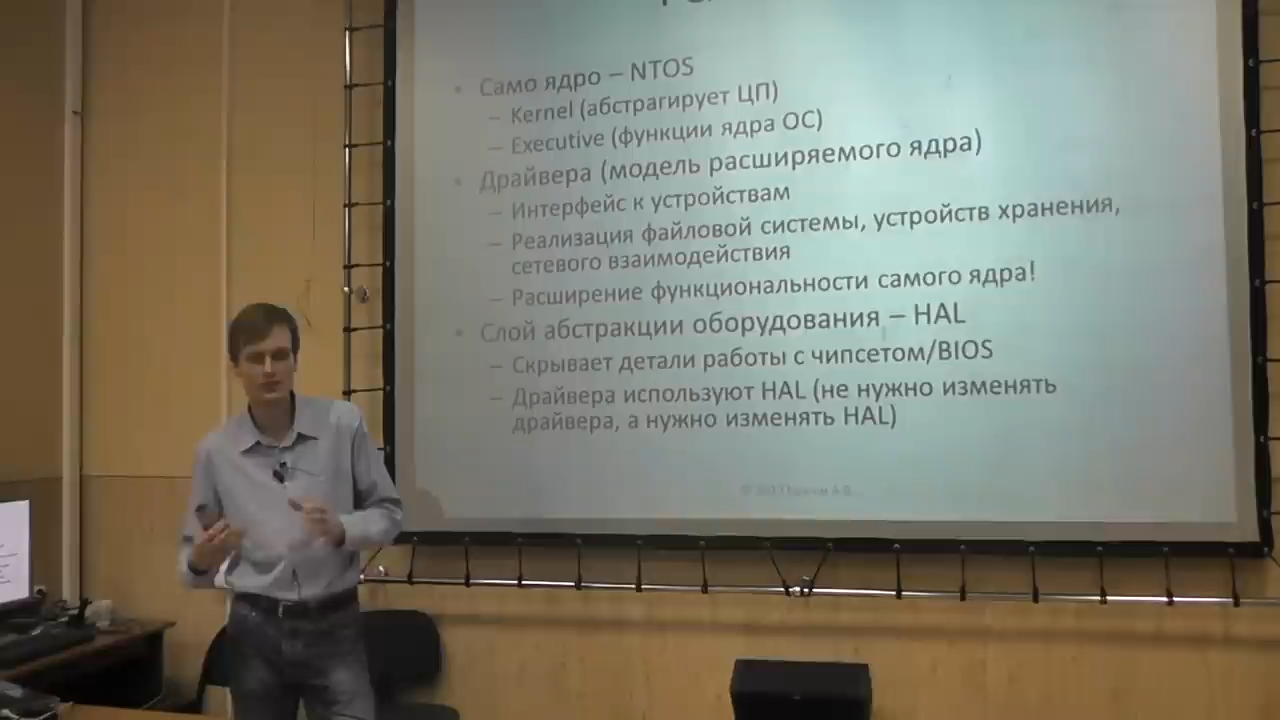 Само ядро – NTOS
– Kernel (абстрагирует ЦП)
– Executive (функции ядра ОС)
Драйвера (модель расширяемого ядра)
– Интерфейс к устройствам
– Реализация файловой системы, устройств хранения,
сетевого взаимодействия
– Расширение функциональности самого ядра!
Слой абстракции оборудования – HAL
– Скрывает детали работы с чипсетом/BIOS
– Драйвера используют HAL (не нужно изменять
драйвера, а нужно изменять HAL)